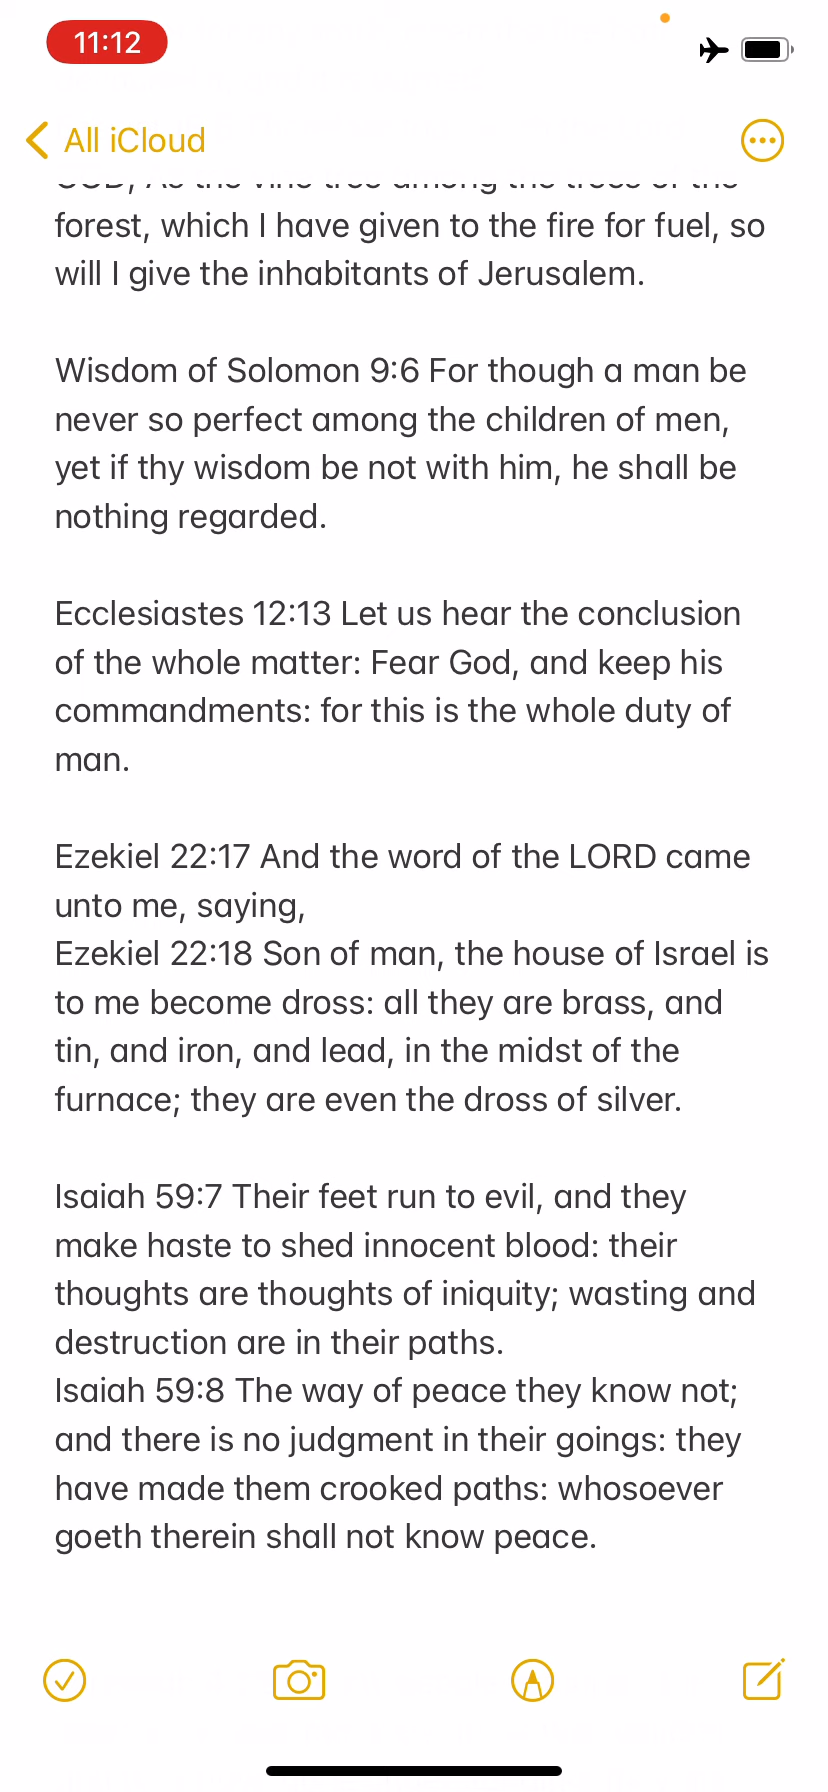 11:12
All iCloud
forest, which I have given to the fire for fuel, so
will I give the inhabitants of Jerusalem.
Wisdom of Solomon 9:6 For though a man be
never so perfect among the children of men,
yet if thy wisdom be not with him, he shall be
nothing regarded.
Ecclesiastes 12:13 Let us hear the conclusion
of the whole matter: Fear God, and keep his
commandments: for this is the whole duty of
man.
Ezekiel 22:17 And the word of the LORD came
unto me, saying,
Ezekiel 22:18 Son of man, the house of Israel is
to me become dross: all they are brass, and
tin, and iron, and lead, in the midst of the
furnace; they are even the dross of silver.
Isaiah 59:7 Their feet run to evil, and they
make haste to shed innocent blood: their
thoughts are thoughts of iniquity; wasting and
destruction are in their paths.
Isaiah 59:8 The way of peace they know not;
and there is no judgment in their goings: they
have made them crooked paths: whosoever
goeth therein shall not know peace.